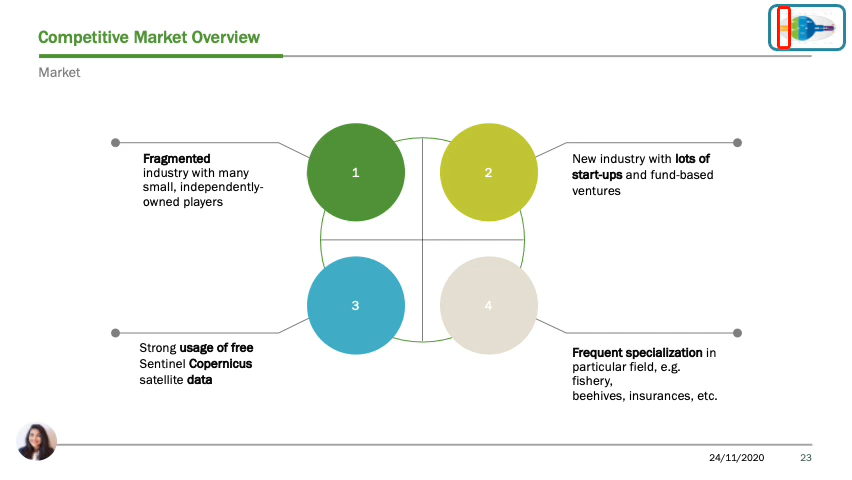 Competitive Market Overview
Market
1
2
Fragmented
industry with many
small, independently-
owned players
New industry with lots of
start-ups and fund-based
ventures
3
4
Strong usage of free
Sentinel Copernicus
satellite data
Frequent specialization in
particular field, e.g.
fishery,
beehives, insurances, etc.
24/11/2020
23